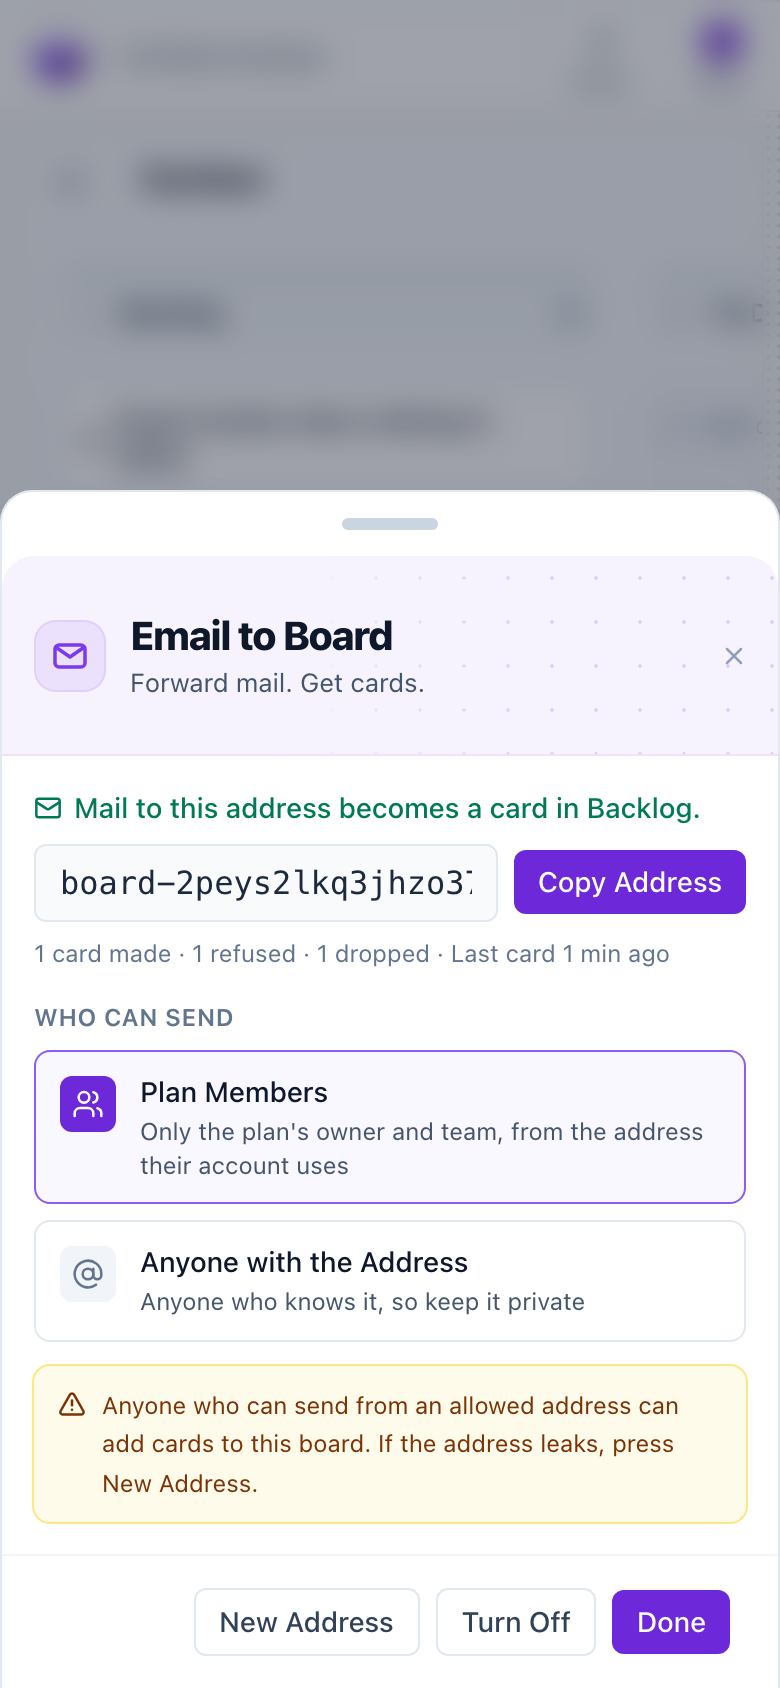 Email to Board
Forward mail. Get cards.
Mail to this address becomes a card in Backlog.
board-2peys2lkq3jhzo37
Copy Address
1 card made · 1 refused · 1 dropped · Last card 1 min ago
WHO CAN SEND
Plan Members
Only the plan's owner and team, from the address
their account uses
Anyone with the Address
Anyone who knows it, so keep it private
Anyone who can send from an allowed address can
add cards to this board. If the address leaks, press
New Address.
New Address
Turn Off
Done